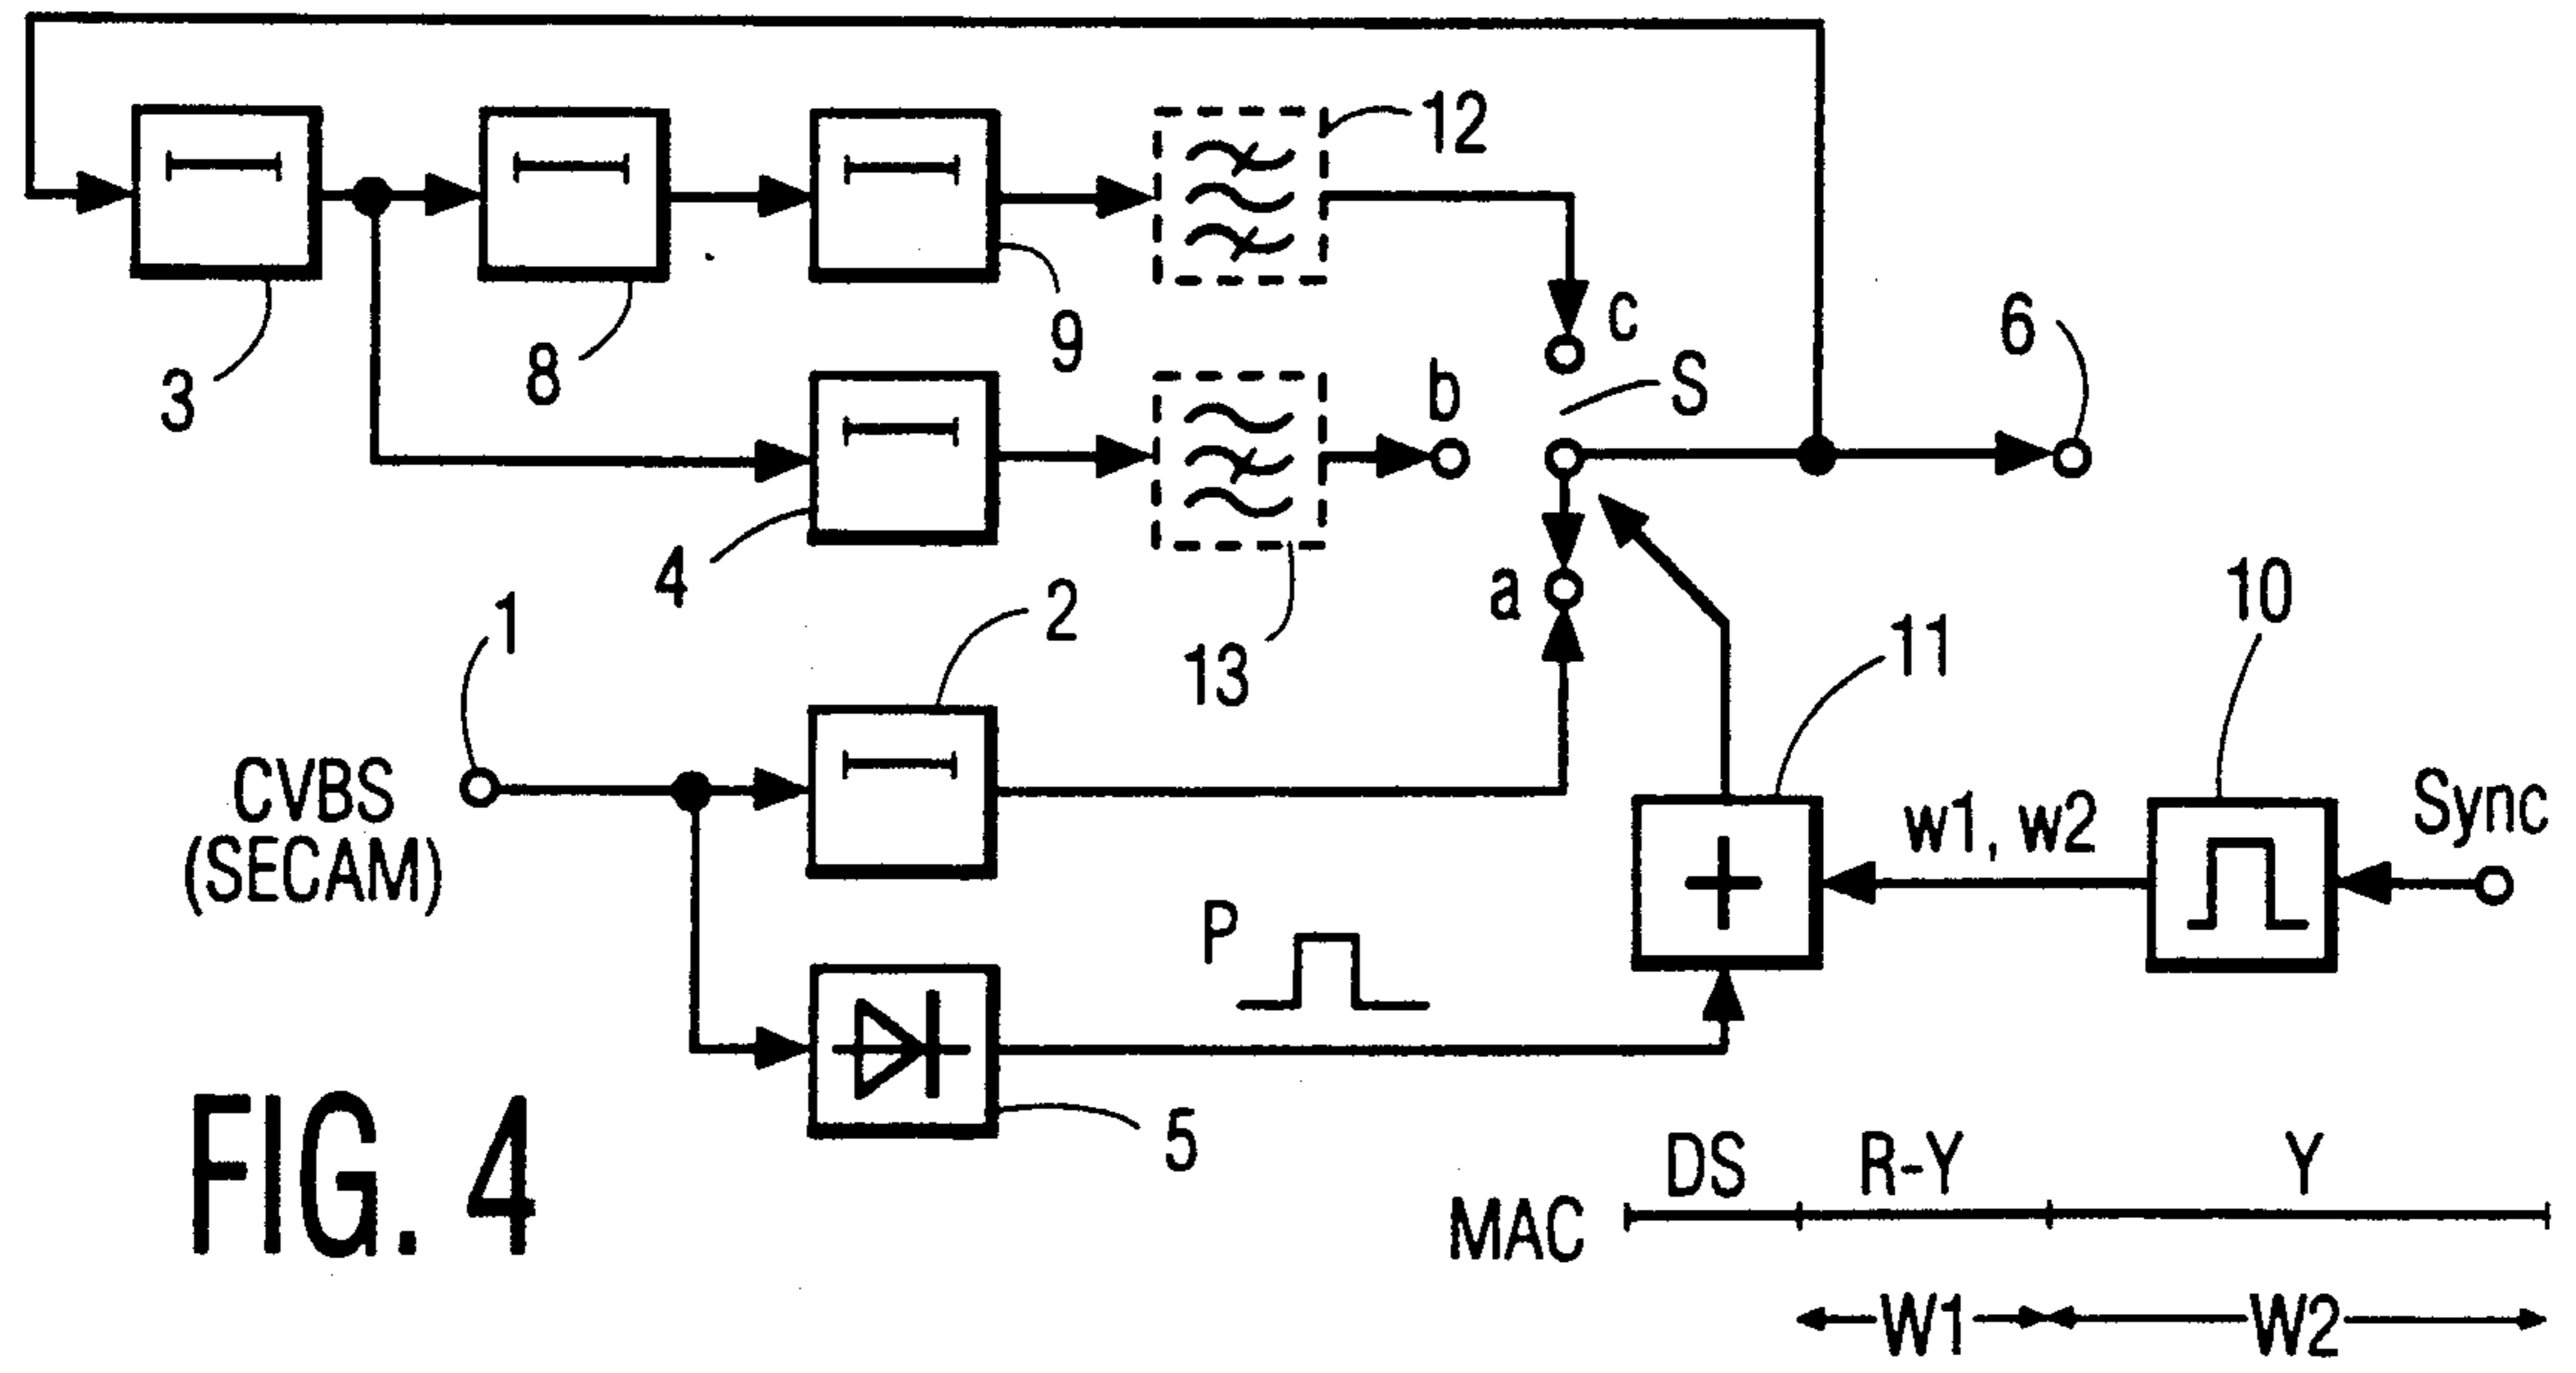 12
c
6
3
8
9
b
S
4
a
10
1
2
13
11
CVBS
(SECAM)
w1, w2
Sync
P
5
FIG. 4
DS R-Y Y
MAC
W1 W2